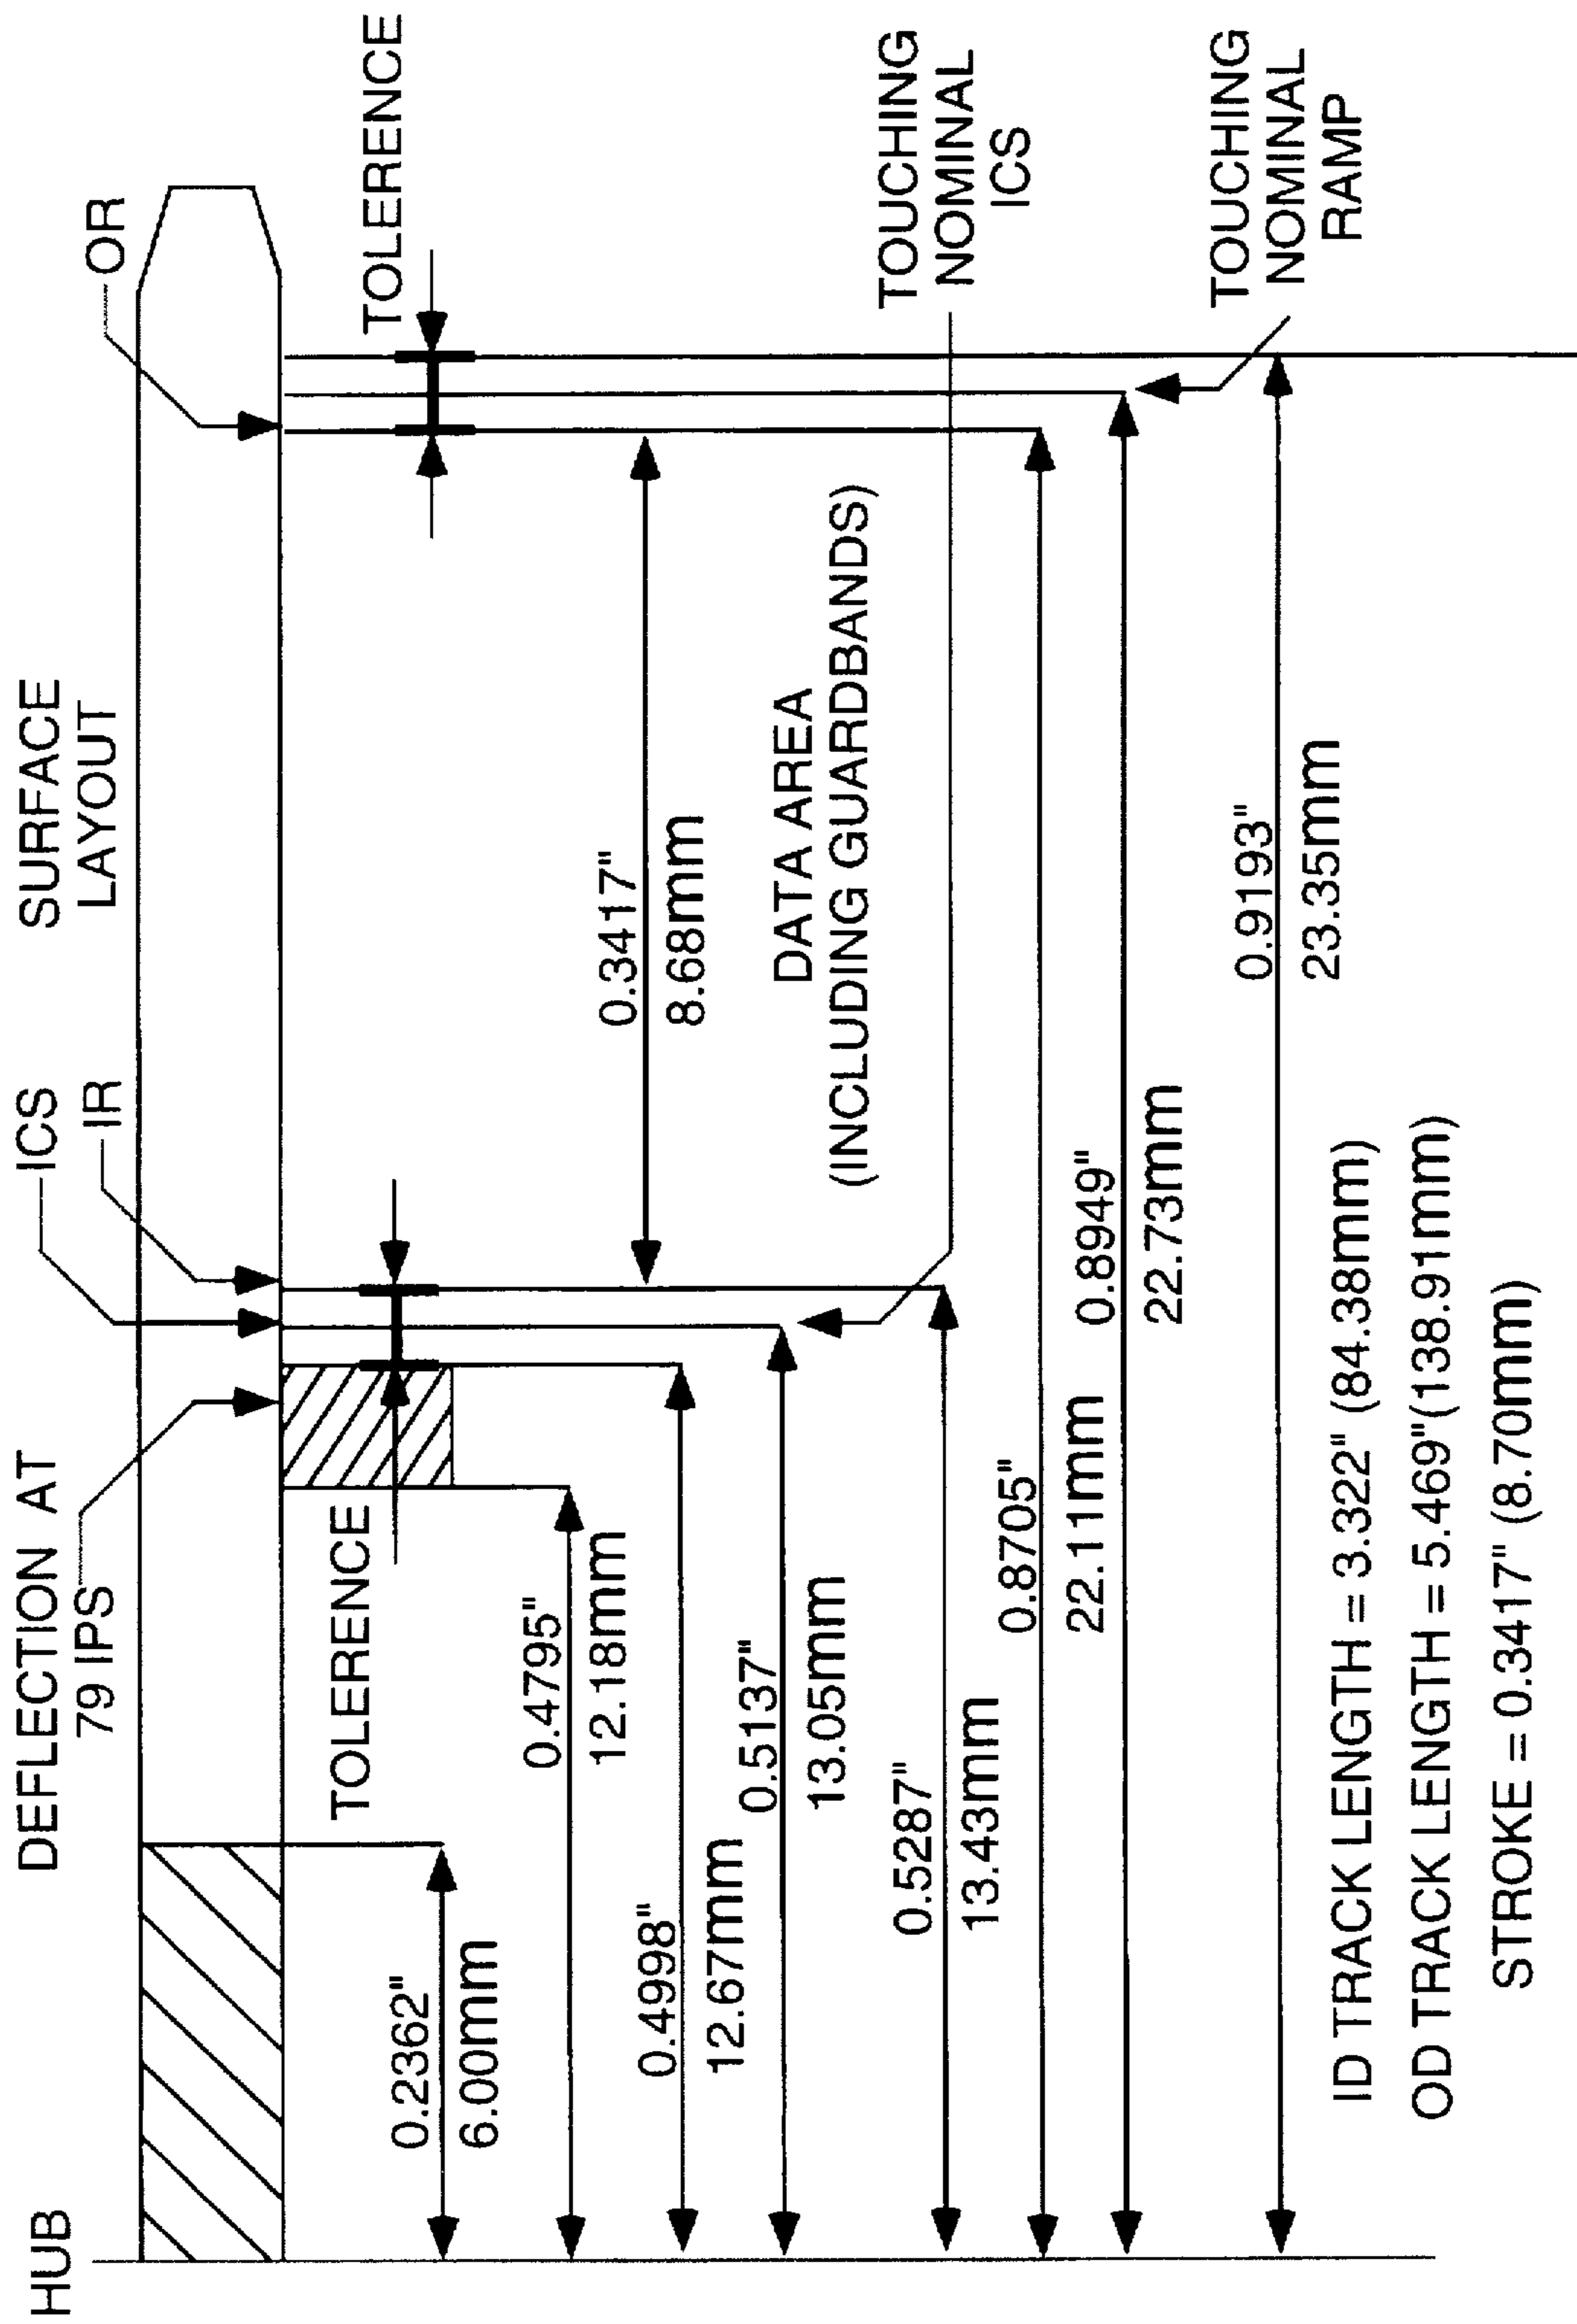 HUB
DEFLECTION AT
79 IPS
ICS
IR
SURFACE
LAYOUT
OR
TOLERENCE
TOLERENCE
0.2362"
6.00mm
0.4795"
12.18mm
0.4998"
12.67mm
0.5137"
13.05mm
0.5287"
13.43mm
0.3417"
8.68mm
DATA AREA
(INCLUDING GUARDBANDS)
TOUCHING
NOMINAL
ICS
0.8705"
22.11mm
0.8949"
22.73mm
0.9193"
23.35mm
TOUCHING
NOMINAL
RAMP
ID TRACK LENGTH = 3.322" (84.38mm)
OD TRACK LENGTH = 5.469"(138.91mm)
STROKE = 0.3417" (8.70mm)